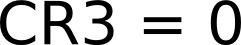 CR3 = 0